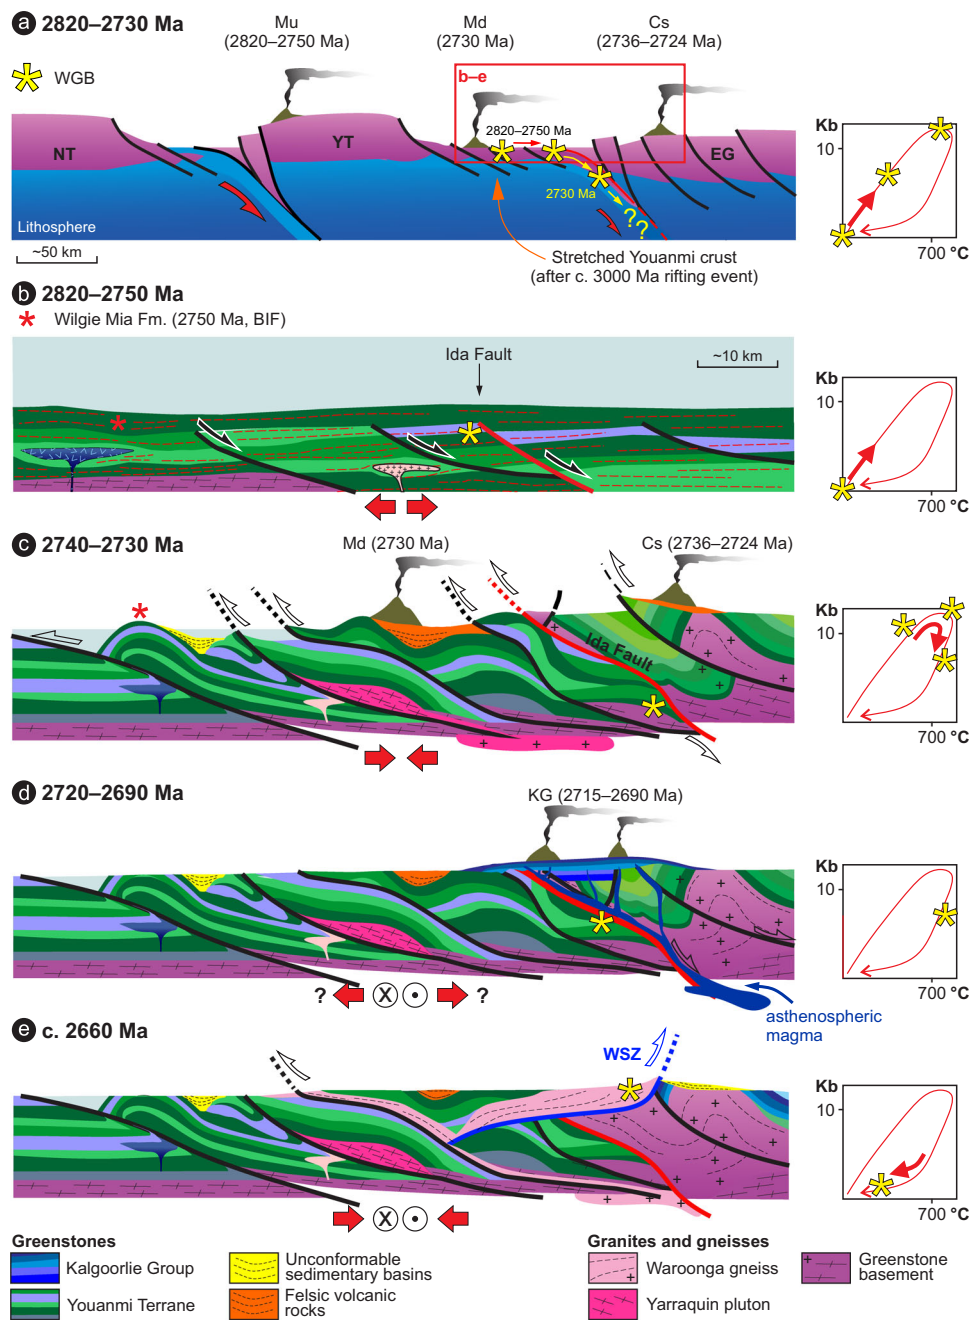 a 2820–2730 Ma
Mu
(2820–2750 Ma)
Md
(2730 Ma)
Cs
(2736–2724 Ma)
WGB
b–e
2820–2750 Ma
NT
YT
EG
2730 Ma
? ?
Lithosphere
~50 km
Stretched Youanmi crust
(after c. 3000 Ma rifting event)
Kb
10
700 °C
b 2820–2750 Ma
Wilgie Mia Fm. (2750 Ma, BIF)
Ida Fault
~10 km
Kb
10
700 °C
c 2740–2730 Ma
Md (2730 Ma)
Cs (2736–2724 Ma)
Ida Fault
Kb
10
700 °C
d 2720–2690 Ma
KG (2715–2690 Ma)
? X ?
asthenospheric
magma
Kb
10
700 °C
e c. 2660 Ma
WSZ
X
Kb
10
700 °C
Greenstones
Kalgoorlie Group
Youanmi Terrane
Unconformable
sedimentary basins
Felsic volcanic
rocks
Granites and gneisses
Waroonga gneiss
Yarraquin pluton
Greenstone
basement